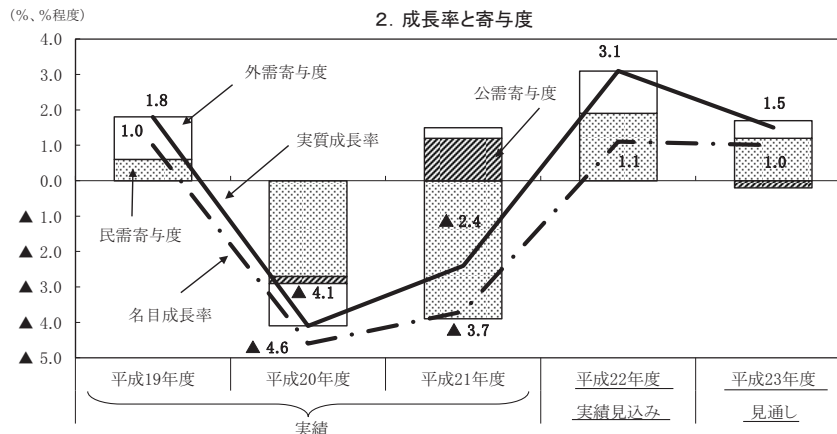 (%、%程度)
2. 成長率と寄与度
4.0
3.0
2.0
1.0
0.0
▲ 1.0
▲ 2.0
▲ 3.0
▲ 4.0
▲ 5.0
1.8
1.0
外需寄与度
実質成長率
民需寄与度
名目成長率
▲ 4.1
▲ 4.6
公需寄与度
▲ 2.4
▲ 3.7
3.1
1.1
1.5
1.0
平成19年度
平成20年度
平成21年度
平成22年度
平成23年度
実績
実績見込み
見通し